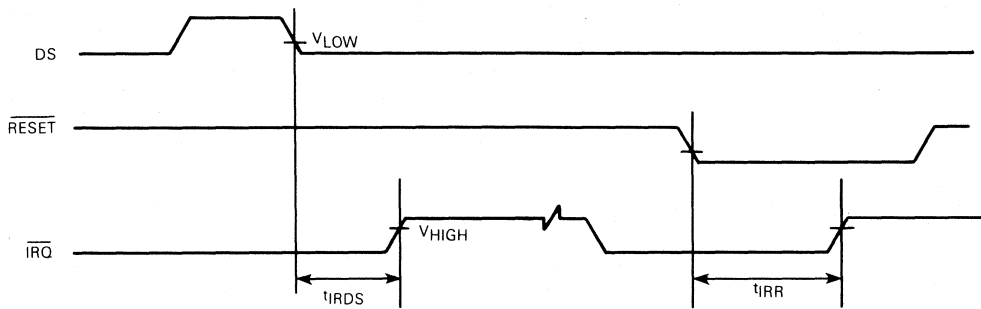 DS
VLOW
RESET
IRQ
VHIGH
tIRDS
tIRR